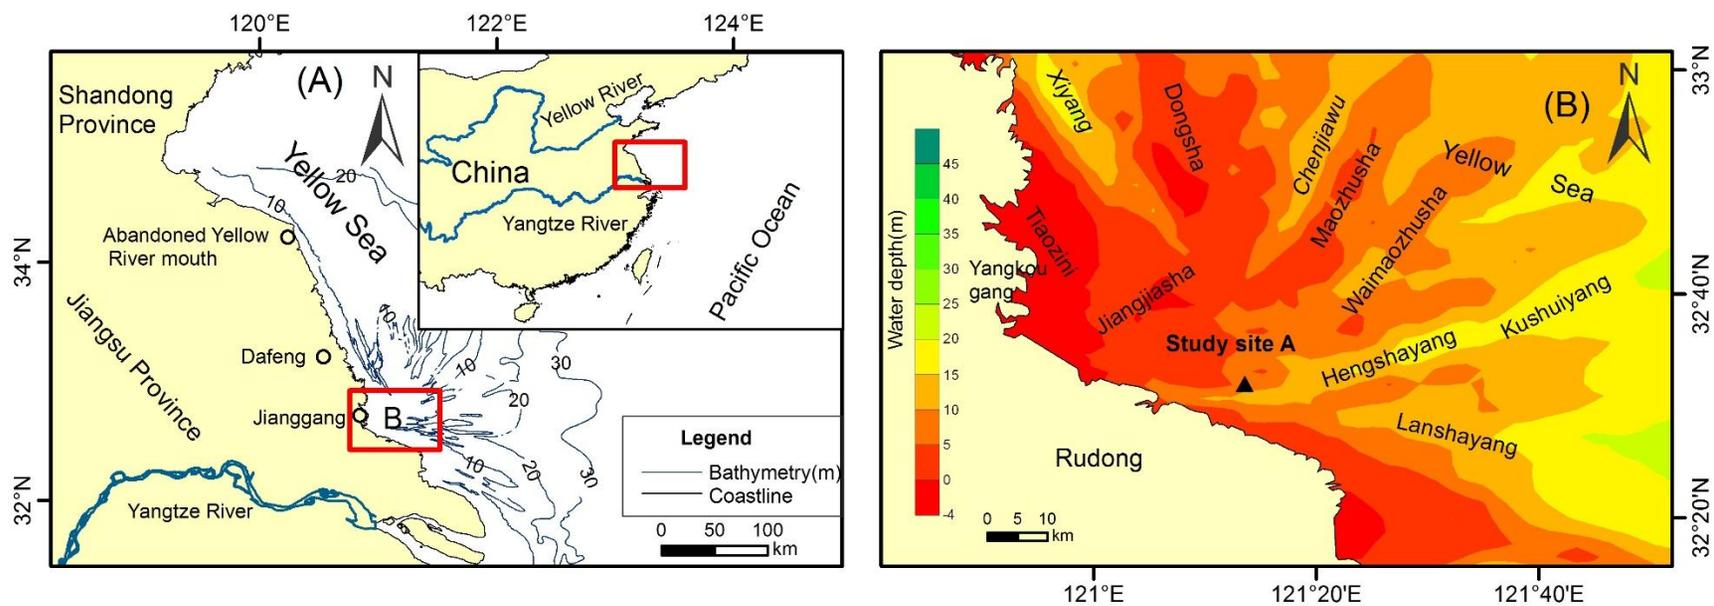 120°E
122°E
124°E
34°N
32°N
(A)
N
Shandong
Province
Yellow Sea
20
10
Abandoned Yellow
River mouth
Jiangsu Province
Dafeng
Jianggang
B
10
10
20
30
10
20
30
Yangtze River
China
Yellow River
Yangtze River
Pacific Ocean
Legend
Bathymetry(m)
Coastline
0 50 100
km
(B)
N
Water depth(m)
45
40
35
30
25
20
15
10
5
0
-4
Xiyang
Dongsha
Chenjiawu
Maozhusha
Yellow
Sea
Tiaozini
Yangkou
gang
Jiangjiasha
Waimaozhusha
Study site A
Hengshayang
Kushuiyang
Lanshayang
Rudong
0 5 10
km
33°N
32°40'N
32°20'N
121°E
121°20'E
121°40'E